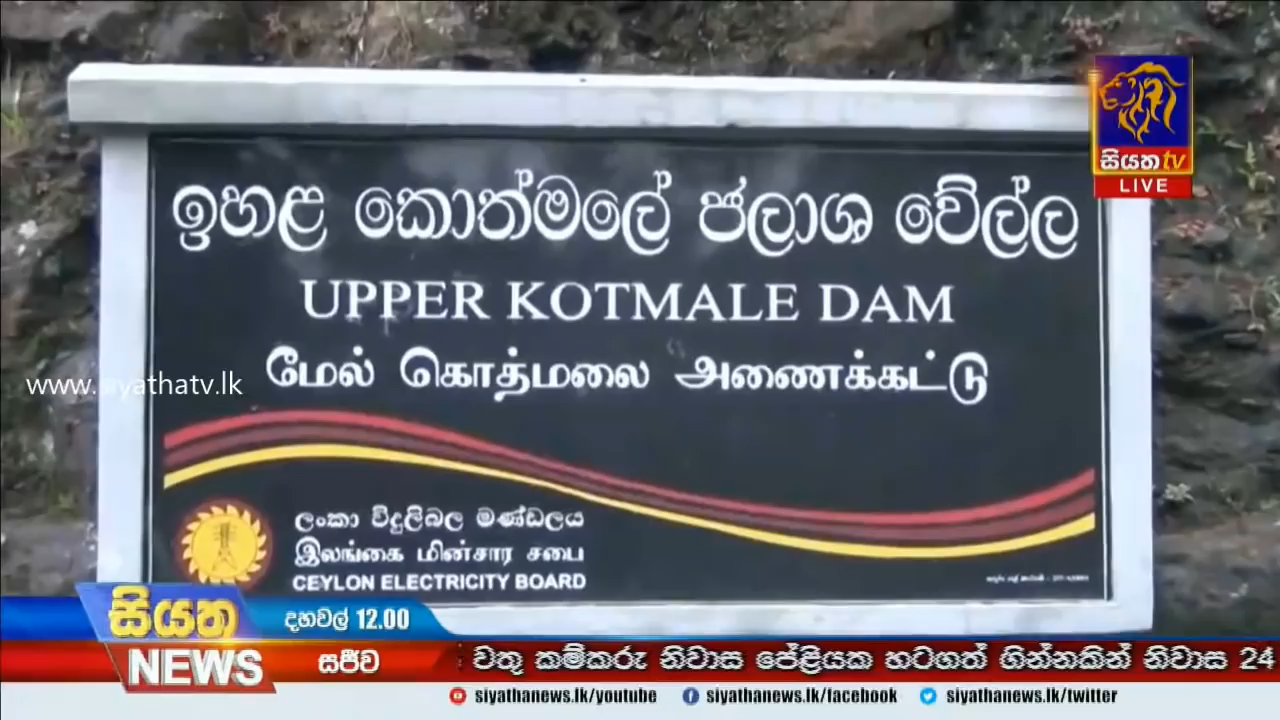 සියත tv
LIVE
ඉහළ කොත්මලේ ජලාශ වේල්ල
UPPER KOTMALE DAM
மேல் கொத்மலை அணைக்கட்டு
www.siyathatv.lk
ලංකා විදුලිබල මණ්ඩලය
இலங்கை மின்சார சபை
CEYLON ELECTRICITY BOARD
සියත
දහවල් 12.00
NEWS
සජීව
වතු කම්කරු නිවාස පේළියක හටගත් ගින්නකින් නිවාස 24
siyathanews.lk/youtube siyathanews.lk/facebook siyathanews.lk/twitter